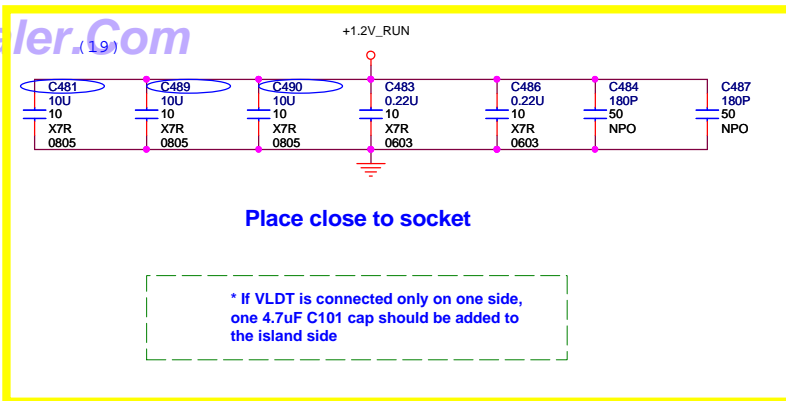 ler.Com
(19)
+1.2V_RUN
C481
10U
10
X7R
0805
C489
10U
10
X7R
0805
C490
10U
10
X7R
0805
C483
0.22U
10
X7R
0603
C486
0.22U
10
X7R
0603
C484
180P
50
NPO
C487
180P
50
NPO
Place close to socket
* If VLDT is connected only on one side,
one 4.7uF C101 cap should be added to
the island side